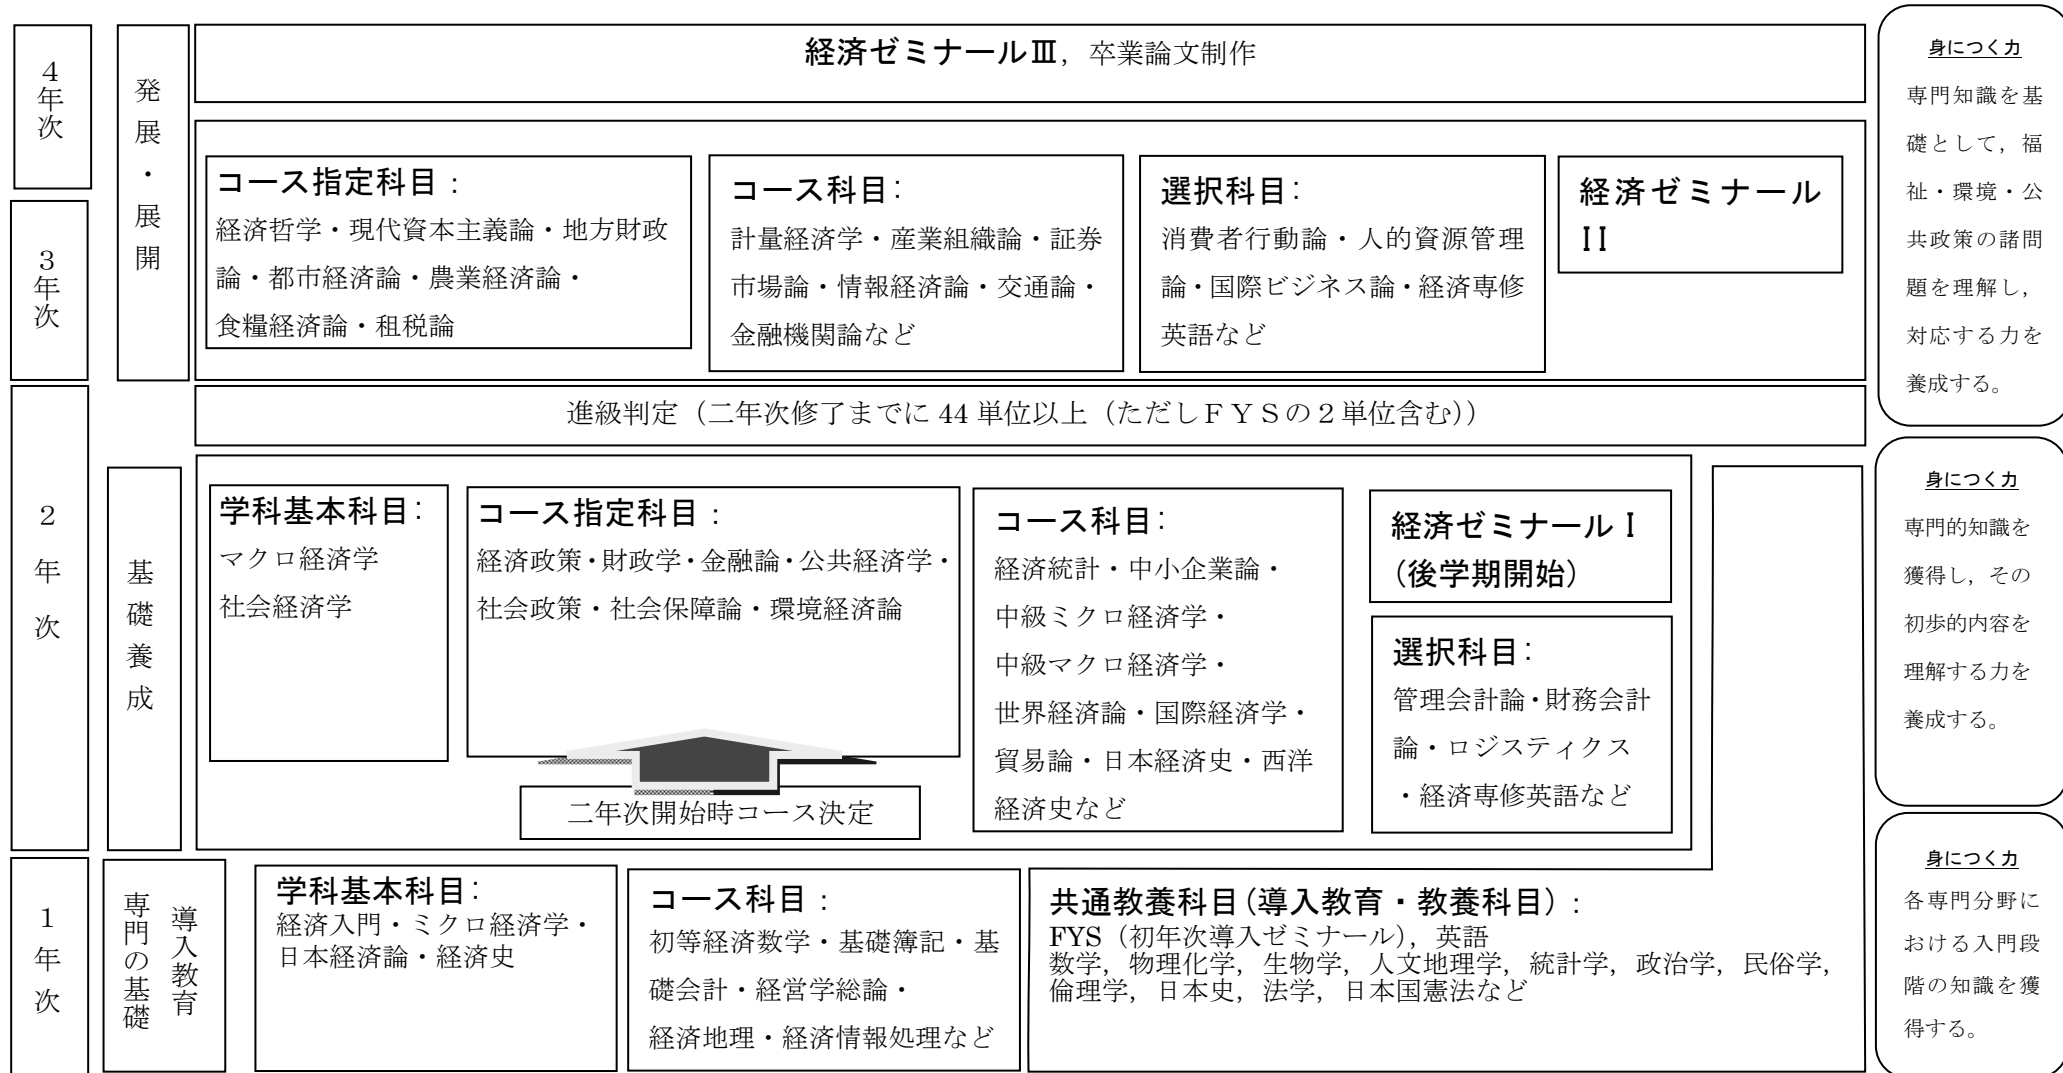 4年次
発展・展開
経済ゼミナールⅢ，卒業論文制作
3年次
コース指定科目：
経済哲学・現代資本主義論・地方財政
論・都市経済論・農業経済論・
食糧経済論・租税論
コース科目：
計量経済学・産業組織論・証券
市場論・情報経済論・交通論・
金融機関論など
選択科目：
消費者行動論・人的資源管理
論・国際ビジネス論・経済専修
英語など
経済ゼミナール
II
身につく力
専門知識を基
礎として，福
祉・環境・公
共政策の諸問
題を理解し，
対応する力を
養成する。
進級判定（二年次修了までに 44 単位以上（ただしＦＹＳの２単位含む））
2年次
基礎養成
学科基本科目：
マクロ経済学
社会経済学
コース指定科目：
経済政策・財政学・金融論・公共経済学・
社会政策・社会保障論・環境経済論
二年次開始時コース決定
コース科目：
経済統計・中小企業論・
中級ミクロ経済学・
中級マクロ経済学・
世界経済論・国際経済学・
貿易論・日本経済史・西洋
経済史など
経済ゼミナールⅠ
（後学期開始）
選択科目：
管理会計論・財務会計
論・ロジスティクス
・経済専修英語など
身につく力
専門的知識を
獲得し，その
初歩的内容を
理解する力を
養成する。
1年次
導入教育
専門の基礎
学科基本科目：
経済入門・ミクロ経済学・
日本経済論・経済史
コース科目：
初等経済数学・基礎簿記・基
礎会計・経営学総論・
経済地理・経済情報処理など
共通教養科目（導入教育・教養科目）：
FYS（初年次導入ゼミナール），英語
数学，物理化学，生物学，人文地理学，統計学，政治学，民俗学，
倫理学，日本史，法学，日本国憲法など
身につく力
各専門分野に
おける入門段
階の知識を獲
得する。